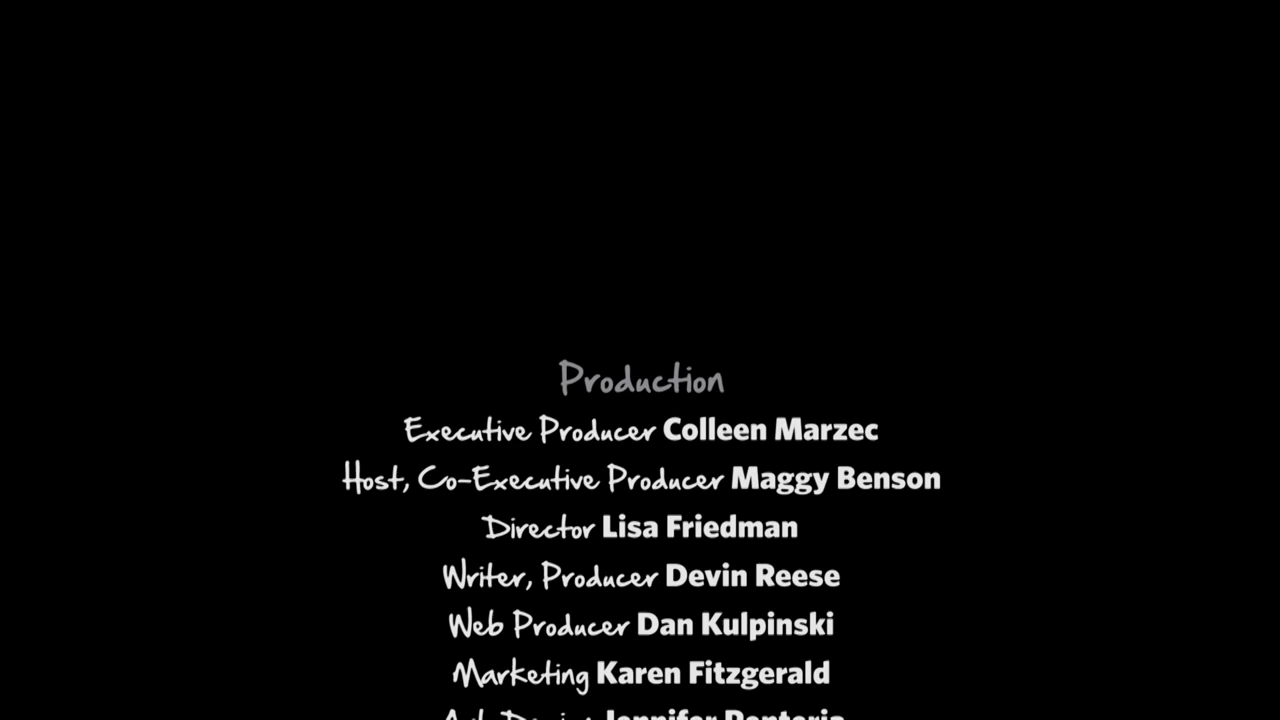 Production
Executive Producer Colleen Marzec
Host, Co-Executive Producer Maggy Benson
Director Lisa Friedman
Writer, Producer Devin Reese
Web Producer Dan Kulpinski
Marketing Karen Fitzgerald